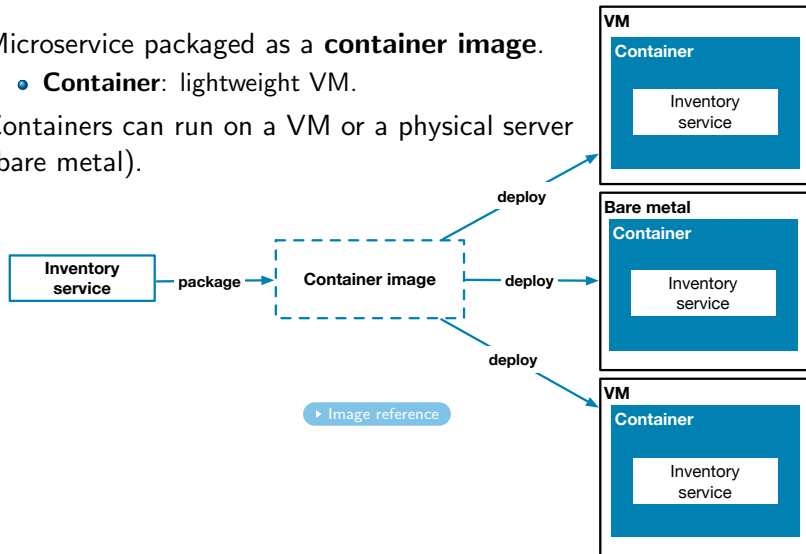 Microservice packaged as a container image.
Container: lightweight VM.
Containers can run on a VM or a physical server
(bare metal).
Inventory
service
package
Container image
deploy
deploy
deploy
Image reference
VM
Container
Inventory
service
Bare metal
Container
Inventory
service
VM
Container
Inventory
service